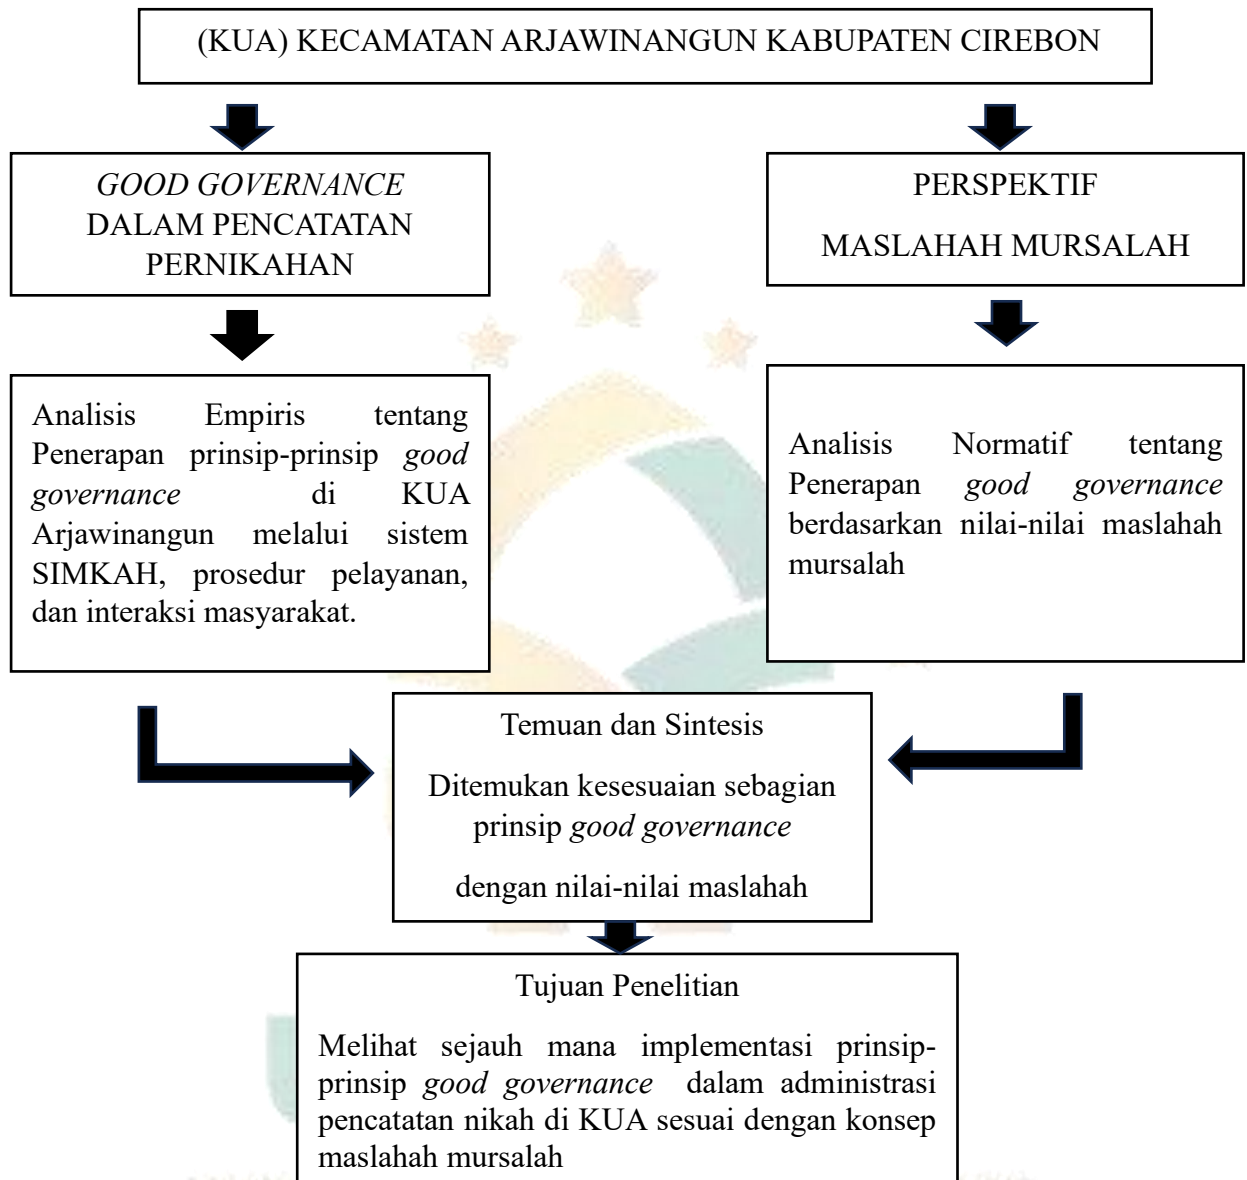 (KUA) KECAMATAN ARJAWINANGUN KABUPATEN CIREBON
GOOD GOVERNANCE
DALAM PENCATATAN
PERNIKAHAN
PERSPEKTIF
MASLAHAH MURSALAH
Analisis Empiris tentang
Penerapan prinsip-prinsip good
governance di KUA
Arjawinangun melalui sistem
SIMKAH, prosedur pelayanan,
dan interaksi masyarakat.
Analisis Normatif tentang
Penerapan good governance
berdasarkan nilai-nilai maslahah
mursalah
Temuan dan Sintesis
Ditemukan kesesuaian sebagian
prinsip good governance
dengan nilai-nilai maslahah
Tujuan Penelitian
Melihat sejauh mana implementasi prinsip-
prinsip good governance dalam administrasi
pencatatan nikah di KUA sesuai dengan konsep
maslahah mursalah